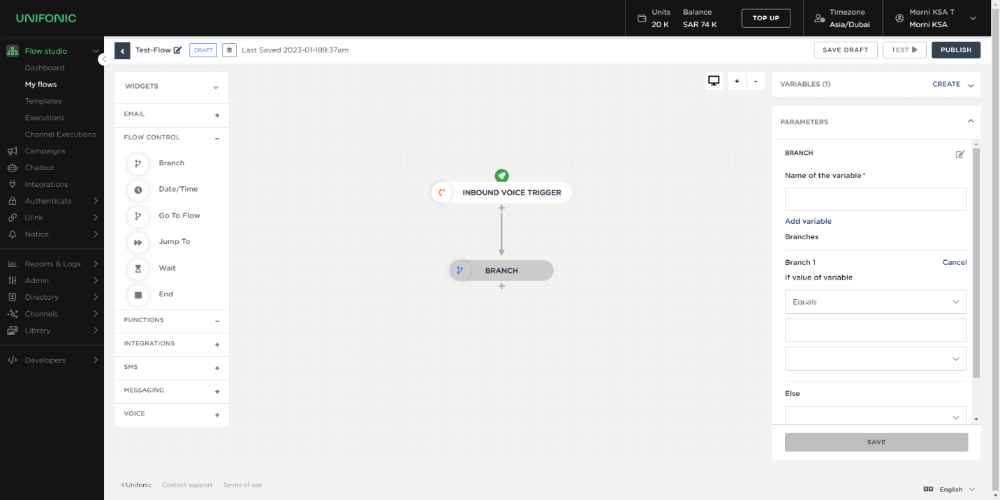 UNIFONIC
Units
20 K
Balance
SAR 74 K
TOP UP
Timezone
Asia/Dubai
Morni KSA T
Morni KSA
Flow studio
Dashboard
My flows
Templates
Executions
Channel Executions
Campaigns
Chatbot
Integrations
Authenticate
Ulink
Notice
Reports & Logs
Admin
Directory
Channels
Library
Developers
Test-Flow
DRAFT
Last Saved 2023-01-189:37am
SAVE DRAFT
TEST
PUBLISH
WIDGETS
EMAIL +
FLOW CONTROL –
Branch
Date/Time
Go To Flow
Jump To
Wait
End
FUNCTIONS –
INTEGRATIONS +
SMS +
MESSAGING +
VOICE +
+ -
INBOUND VOICE TRIGGER
+
BRANCH
+
VARIABLES (1) CREATE
PARAMETERS
BRANCH
Name of the variable*
Add variable
Branches
Branch 1 Cancel
If value of variable
Equals
Else
SAVE
©Unifonic Contact support Terms of use
English